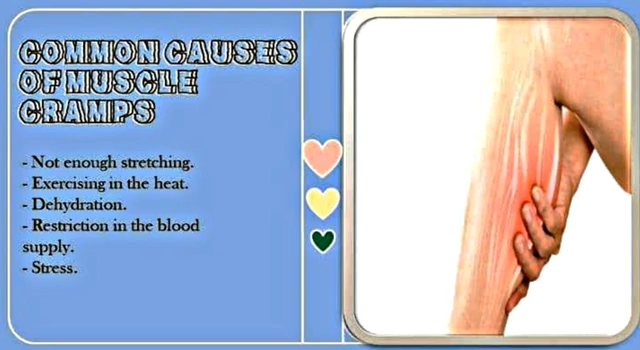 COMMON CAUSES
OF MUSCLE
CRAMPS
- Not enough stretching.
- Exercising in the heat.
- Dehydration.
- Restriction in the blood
supply.
- Stress.